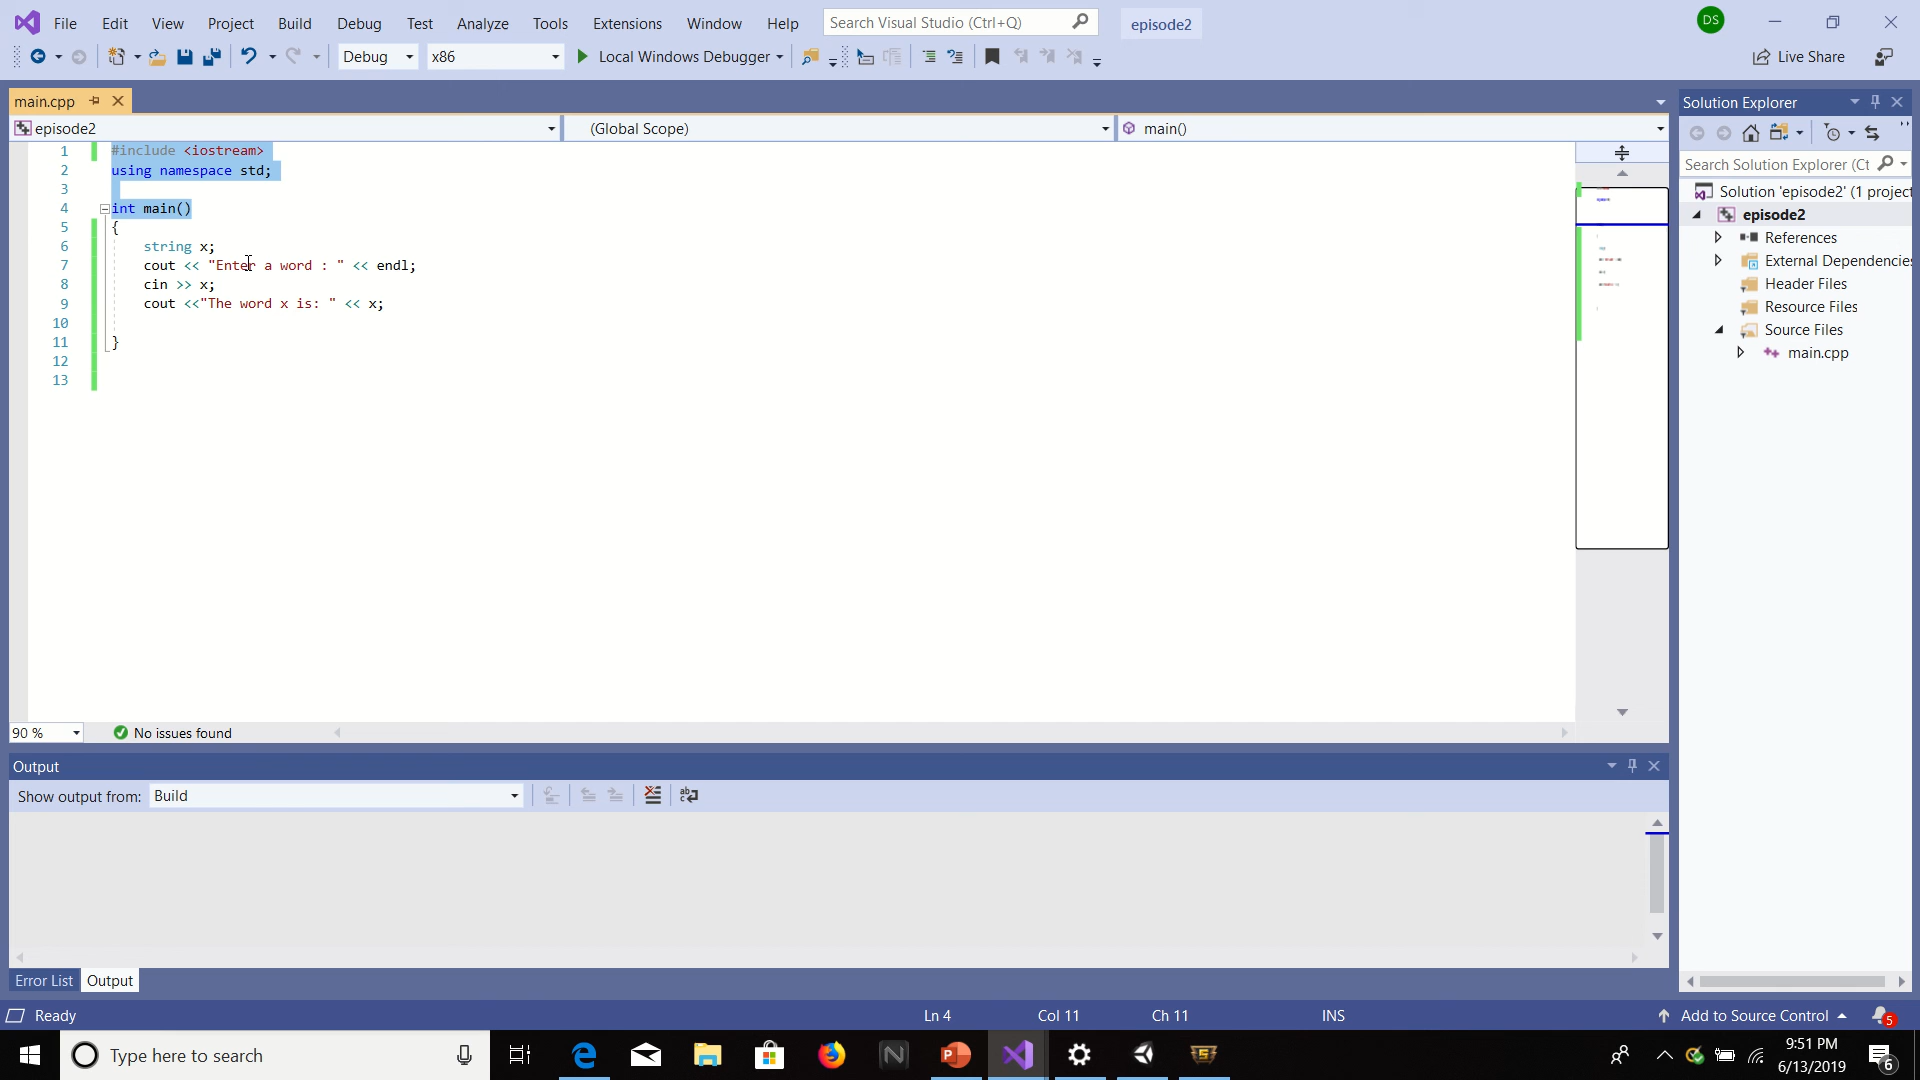 File Edit View Project Build Debug Test Analyze Tools Extensions Window Help Search Visual Studio (Ctrl+Q) episode2 DS
Debug x86 Local Windows Debugger Live Share
main.cpp
Solution Explorer
episode2 (Global Scope) main()
Search Solution Explorer (Ct
Solution 'episode2' (1 project
episode2
References
External Dependencies
Header Files
Resource Files
Source Files
main.cpp
1 #include <iostream>
2 using namespace std;
3
4 int main()
5 {
6 string x;
7 cout << "Enter a word : " << endl;
8 cin >> x;
9 cout <<"The word x is: " << x;
10
11 }
12
13
90 % No issues found
Output
Show output from: Build
Error List Output
Ready Ln 4 Col 11 Ch 11 INS Add to Source Control 5
Type here to search
9:51 PM
6/13/2019
6